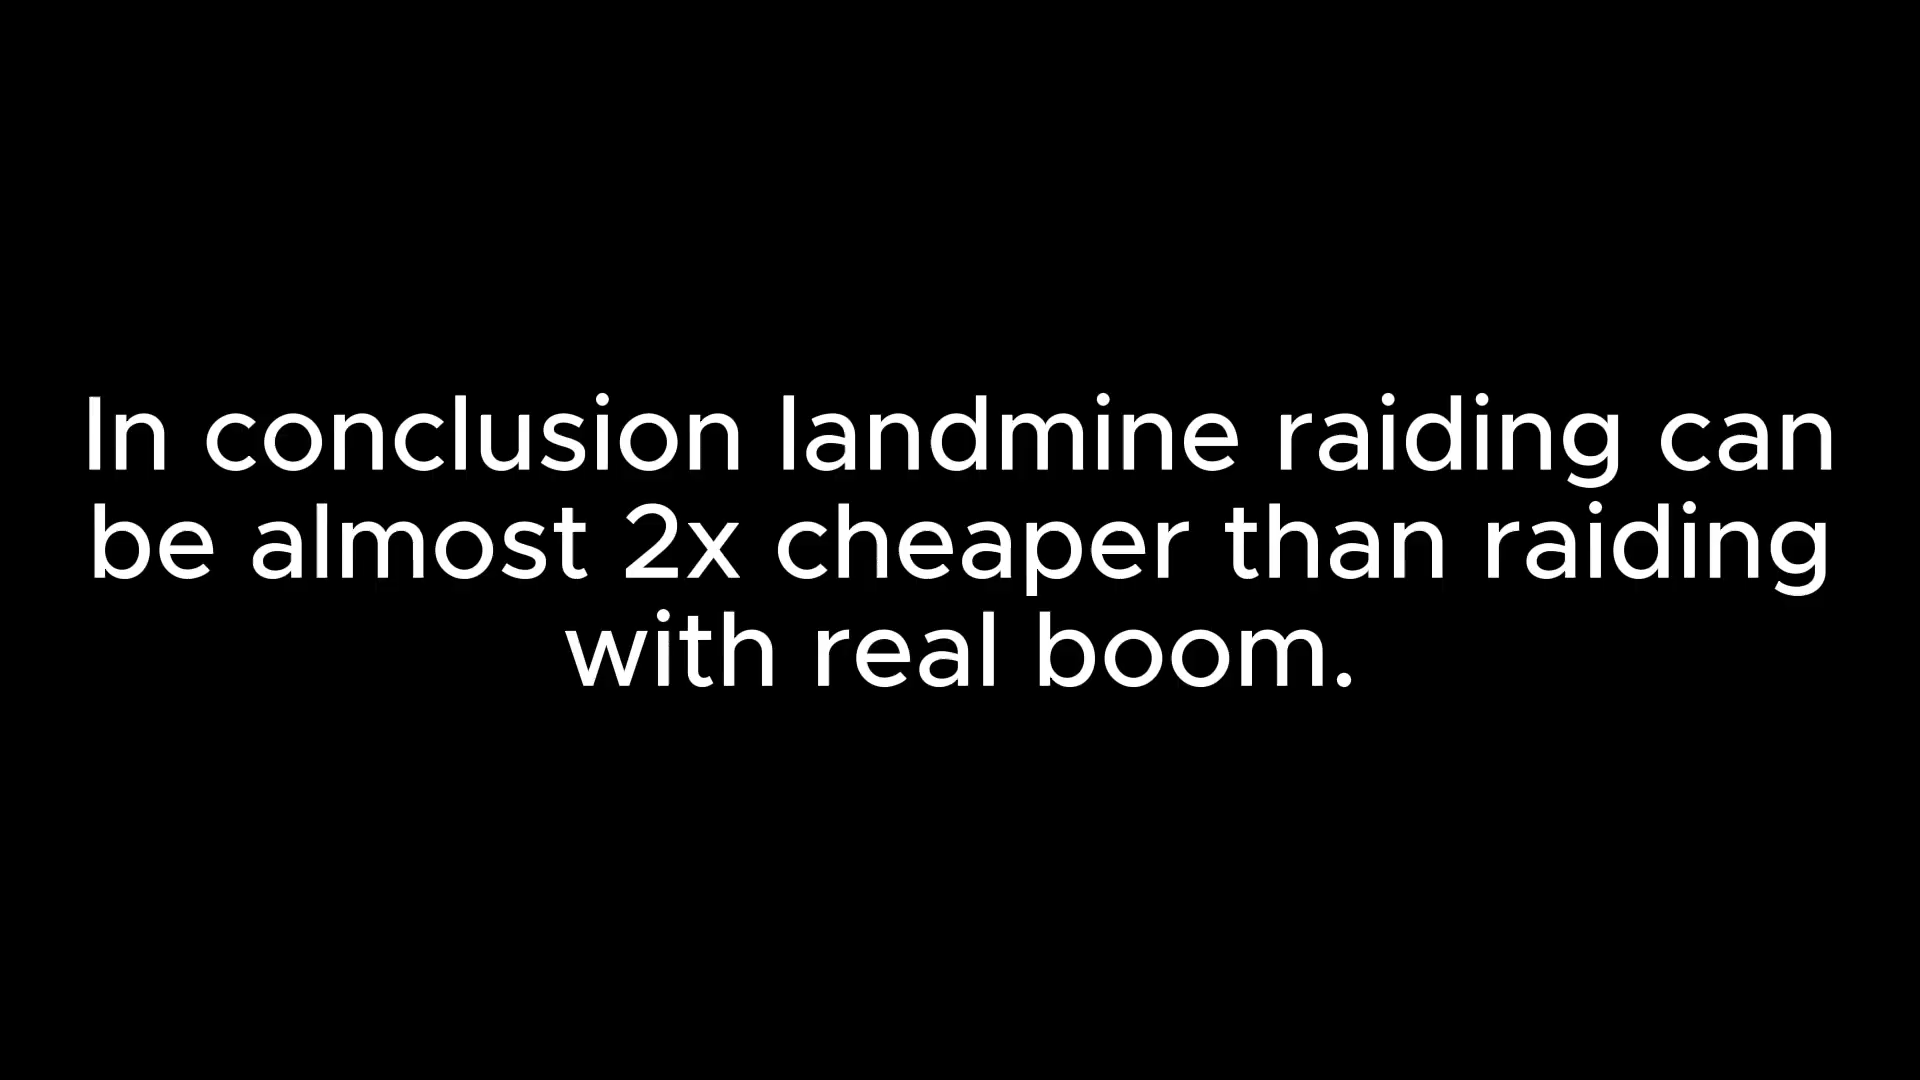 In conclusion landmine raiding can
be almost 2x cheaper than raiding
with real boom.